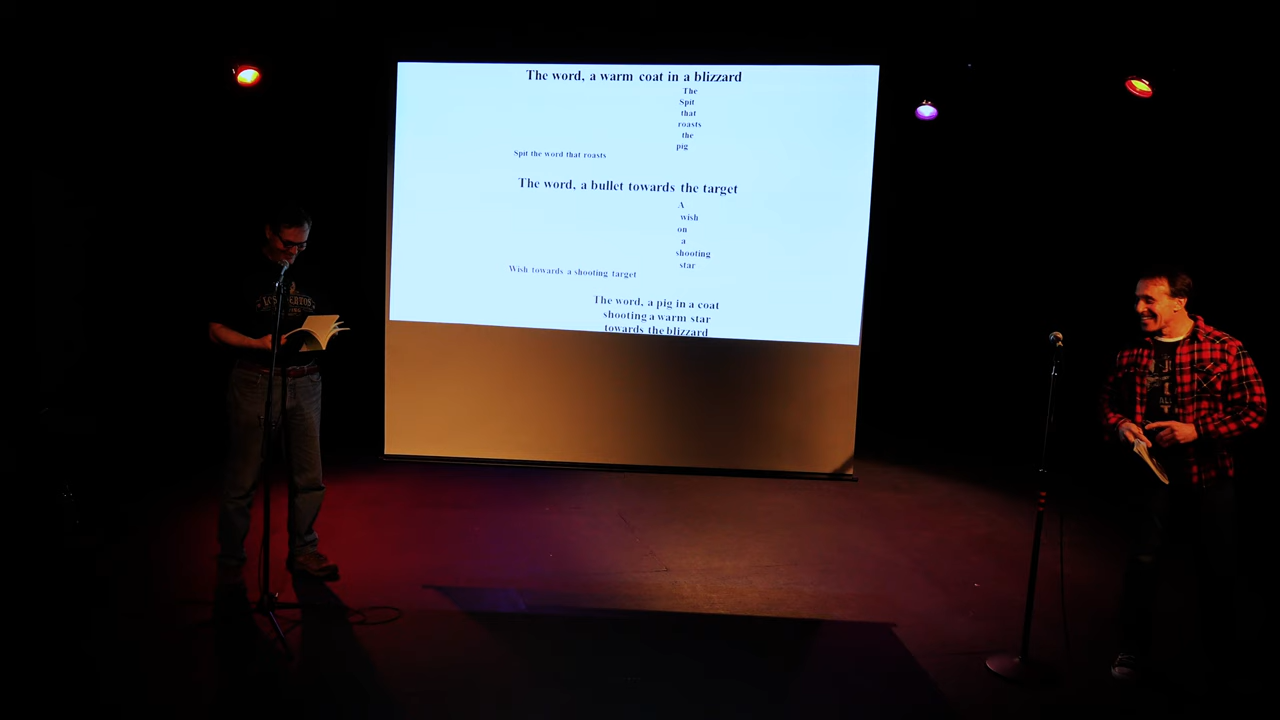 The word, a warm coat in a blizzard
The
Spit
that
roasts
the
pig
Spit the word that roasts
The word, a bullet towards the target
A
wish
on
a
shooting
star
Wish towards a shooting target
The word, a pig in a coat
shooting a warm star
towards the blizzard